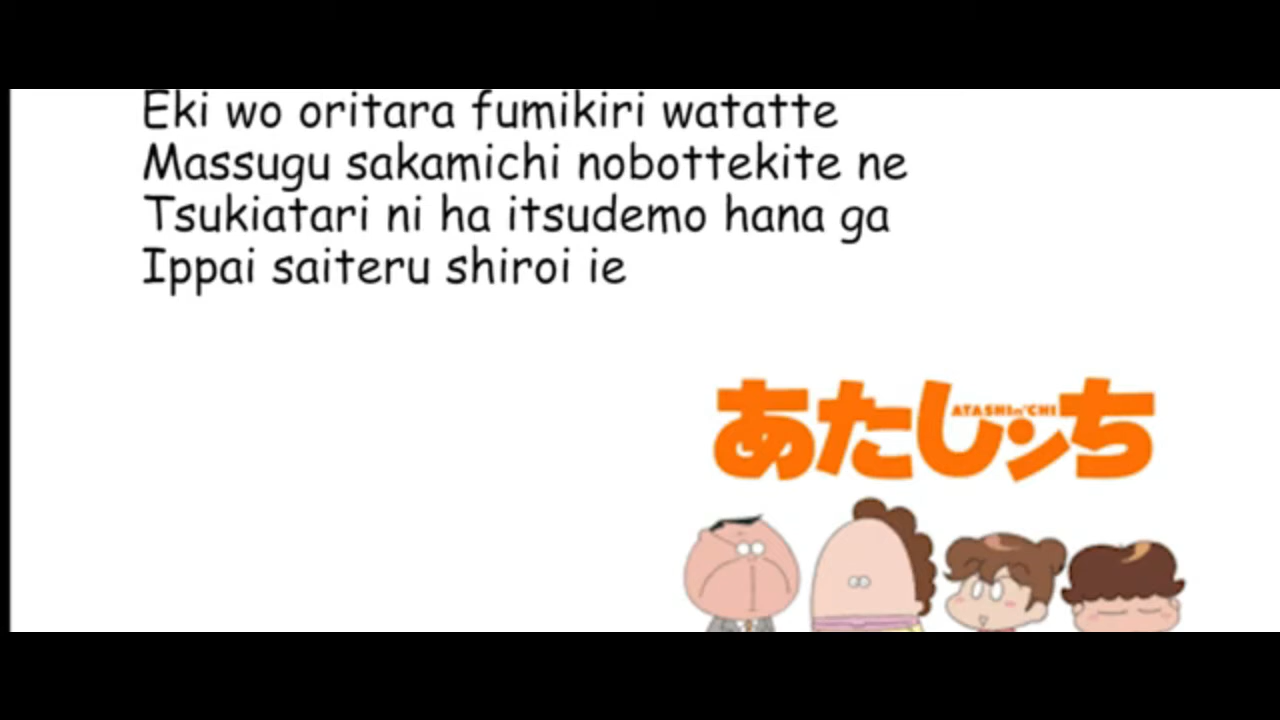 Eki wo oritara fumikiri watatte
Massugu sakamichi nobottekite ne
Tsukiatari ni ha itsudemo hana ga
Ippai saiteru shiroi ie
あたしンち
ATASHIn'CHI